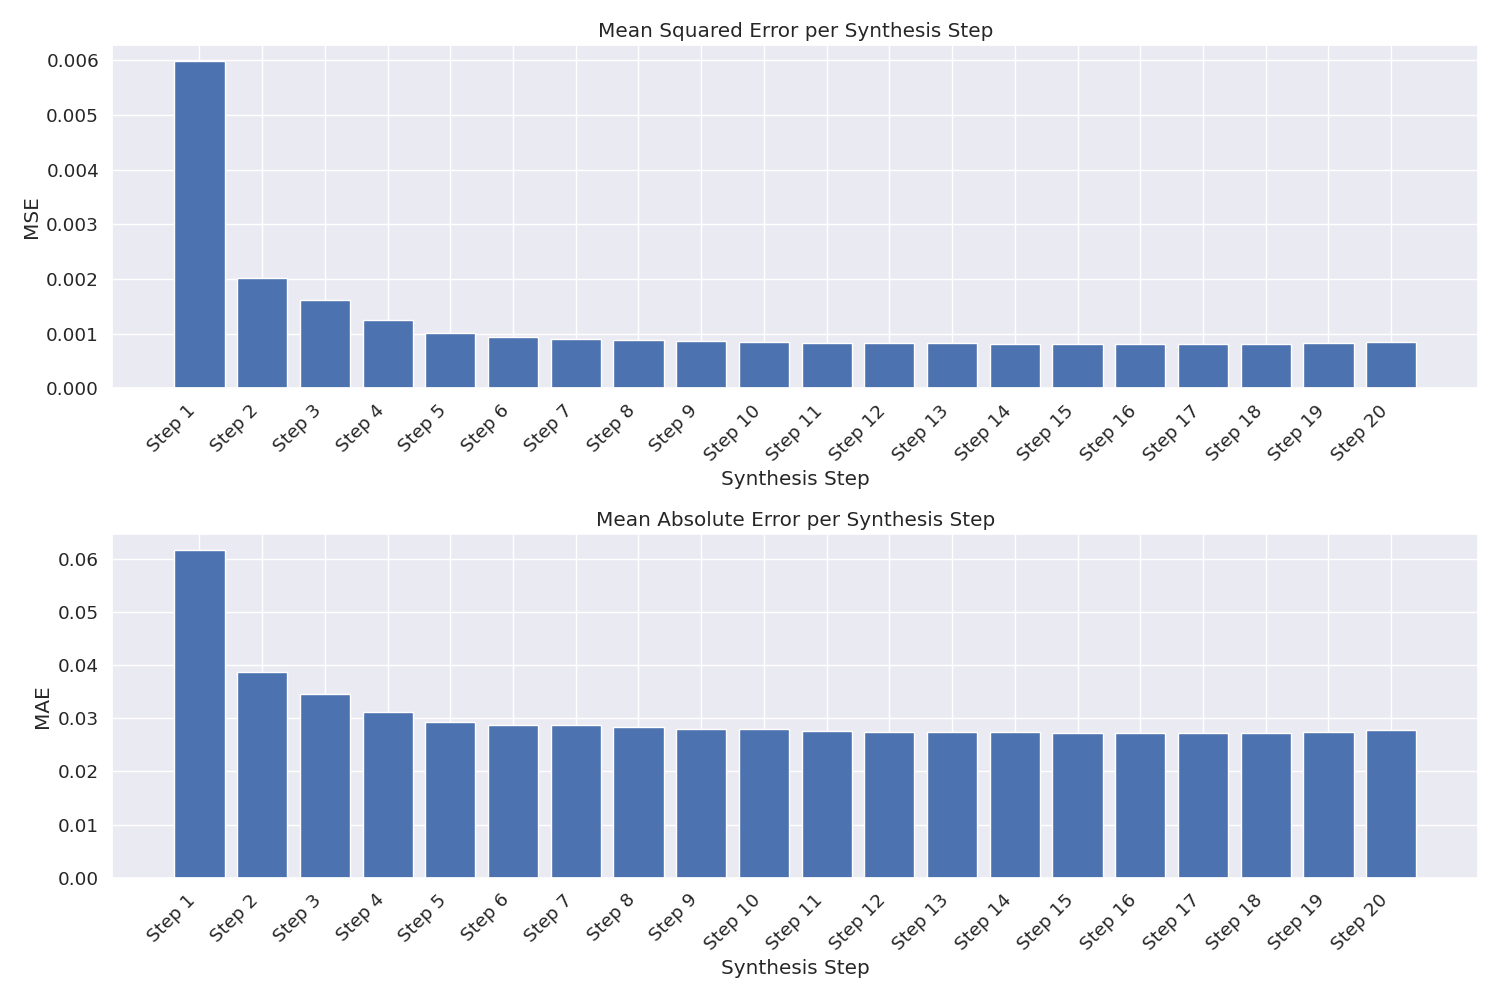 Mean Squared Error per Synthesis Step
MSE
0.006
0.005
0.004
0.003
0.002
0.001
0.000
Step 1
Step 2
Step 3
Step 4
Step 5
Step 6
Step 7
Step 8
Step 9
Step 10
Step 11
Step 12
Step 13
Step 14
Step 15
Step 16
Step 17
Step 18
Step 19
Step 20
Synthesis Step
Mean Absolute Error per Synthesis Step
MAE
0.06
0.05
0.04
0.03
0.02
0.01
0.00
Step 1
Step 2
Step 3
Step 4
Step 5
Step 6
Step 7
Step 8
Step 9
Step 10
Step 11
Step 12
Step 13
Step 14
Step 15
Step 16
Step 17
Step 18
Step 19
Step 20
Synthesis Step